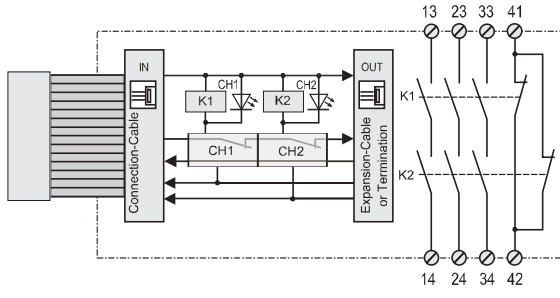 13 23 33 41
IN
OUT
CH1
CH2
K1
K2
K1
CH1
CH2
K2
Connection-Cable
Expansion-Cable
or Termination
14 24 34 42